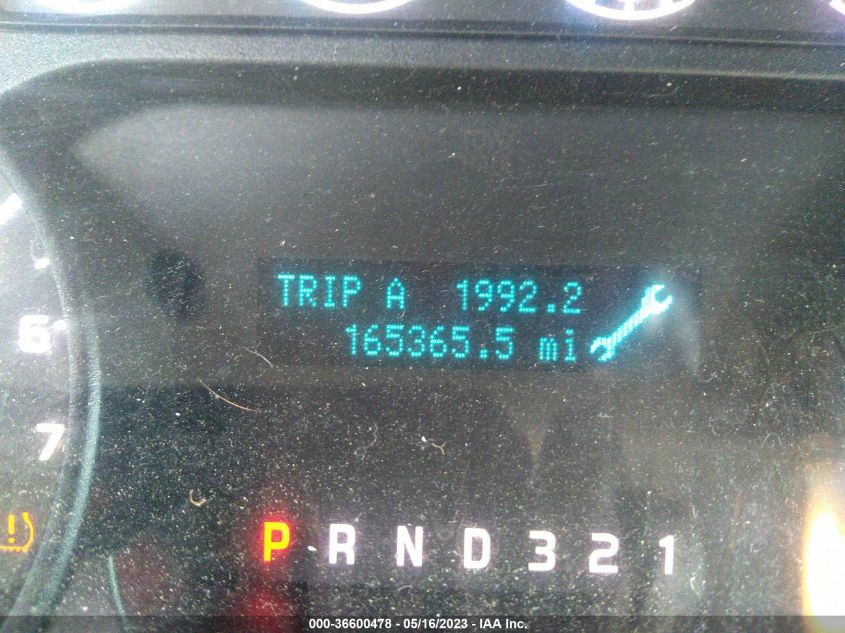 TRIP A 1992.2
165365.5 mi
6
7
P R N D 3 2 1
000-36600478 - 05/16/2023 - IAA Inc.